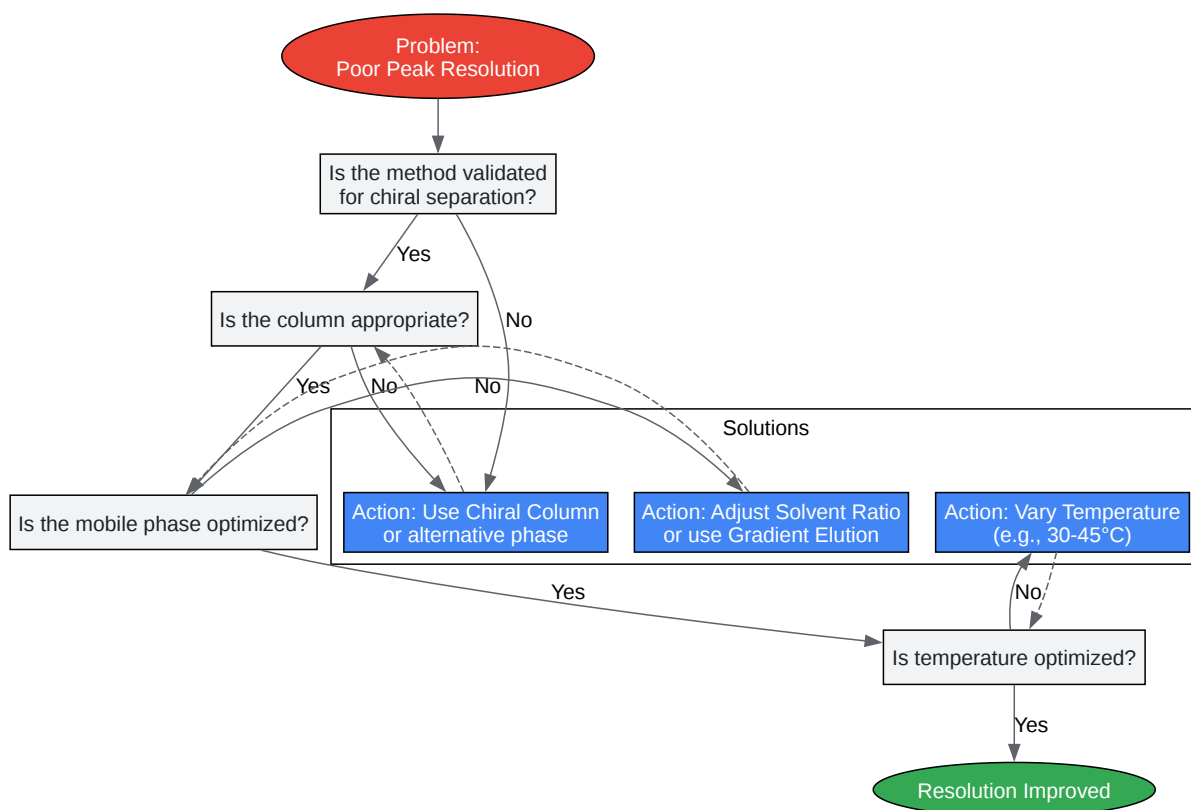 Problem:
Poor Peak Resolution
Is the method validated
for chiral separation?
Yes
Is the column appropriate?
No
Yes
No
No
Solutions
Is the mobile phase optimized?
Action: Use Chiral Column
or alternative phase
Action: Adjust Solvent Ratio
or use Gradient Elution
Action: Vary Temperature
(e.g., 30-45°C)
Yes
No
Is temperature optimized?
Yes
Resolution Improved